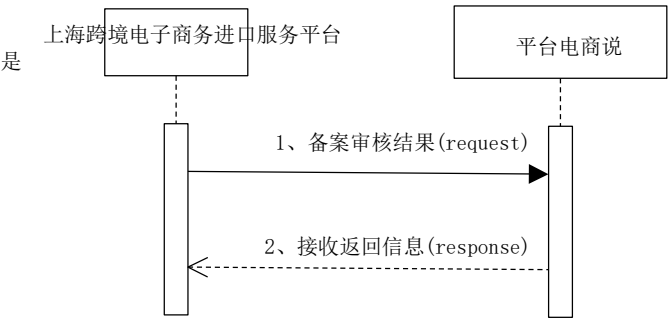 上海跨境电子商务进口服务平台
平台电商说
是
1、备案审核结果(request)
2、接收返回信息(response)